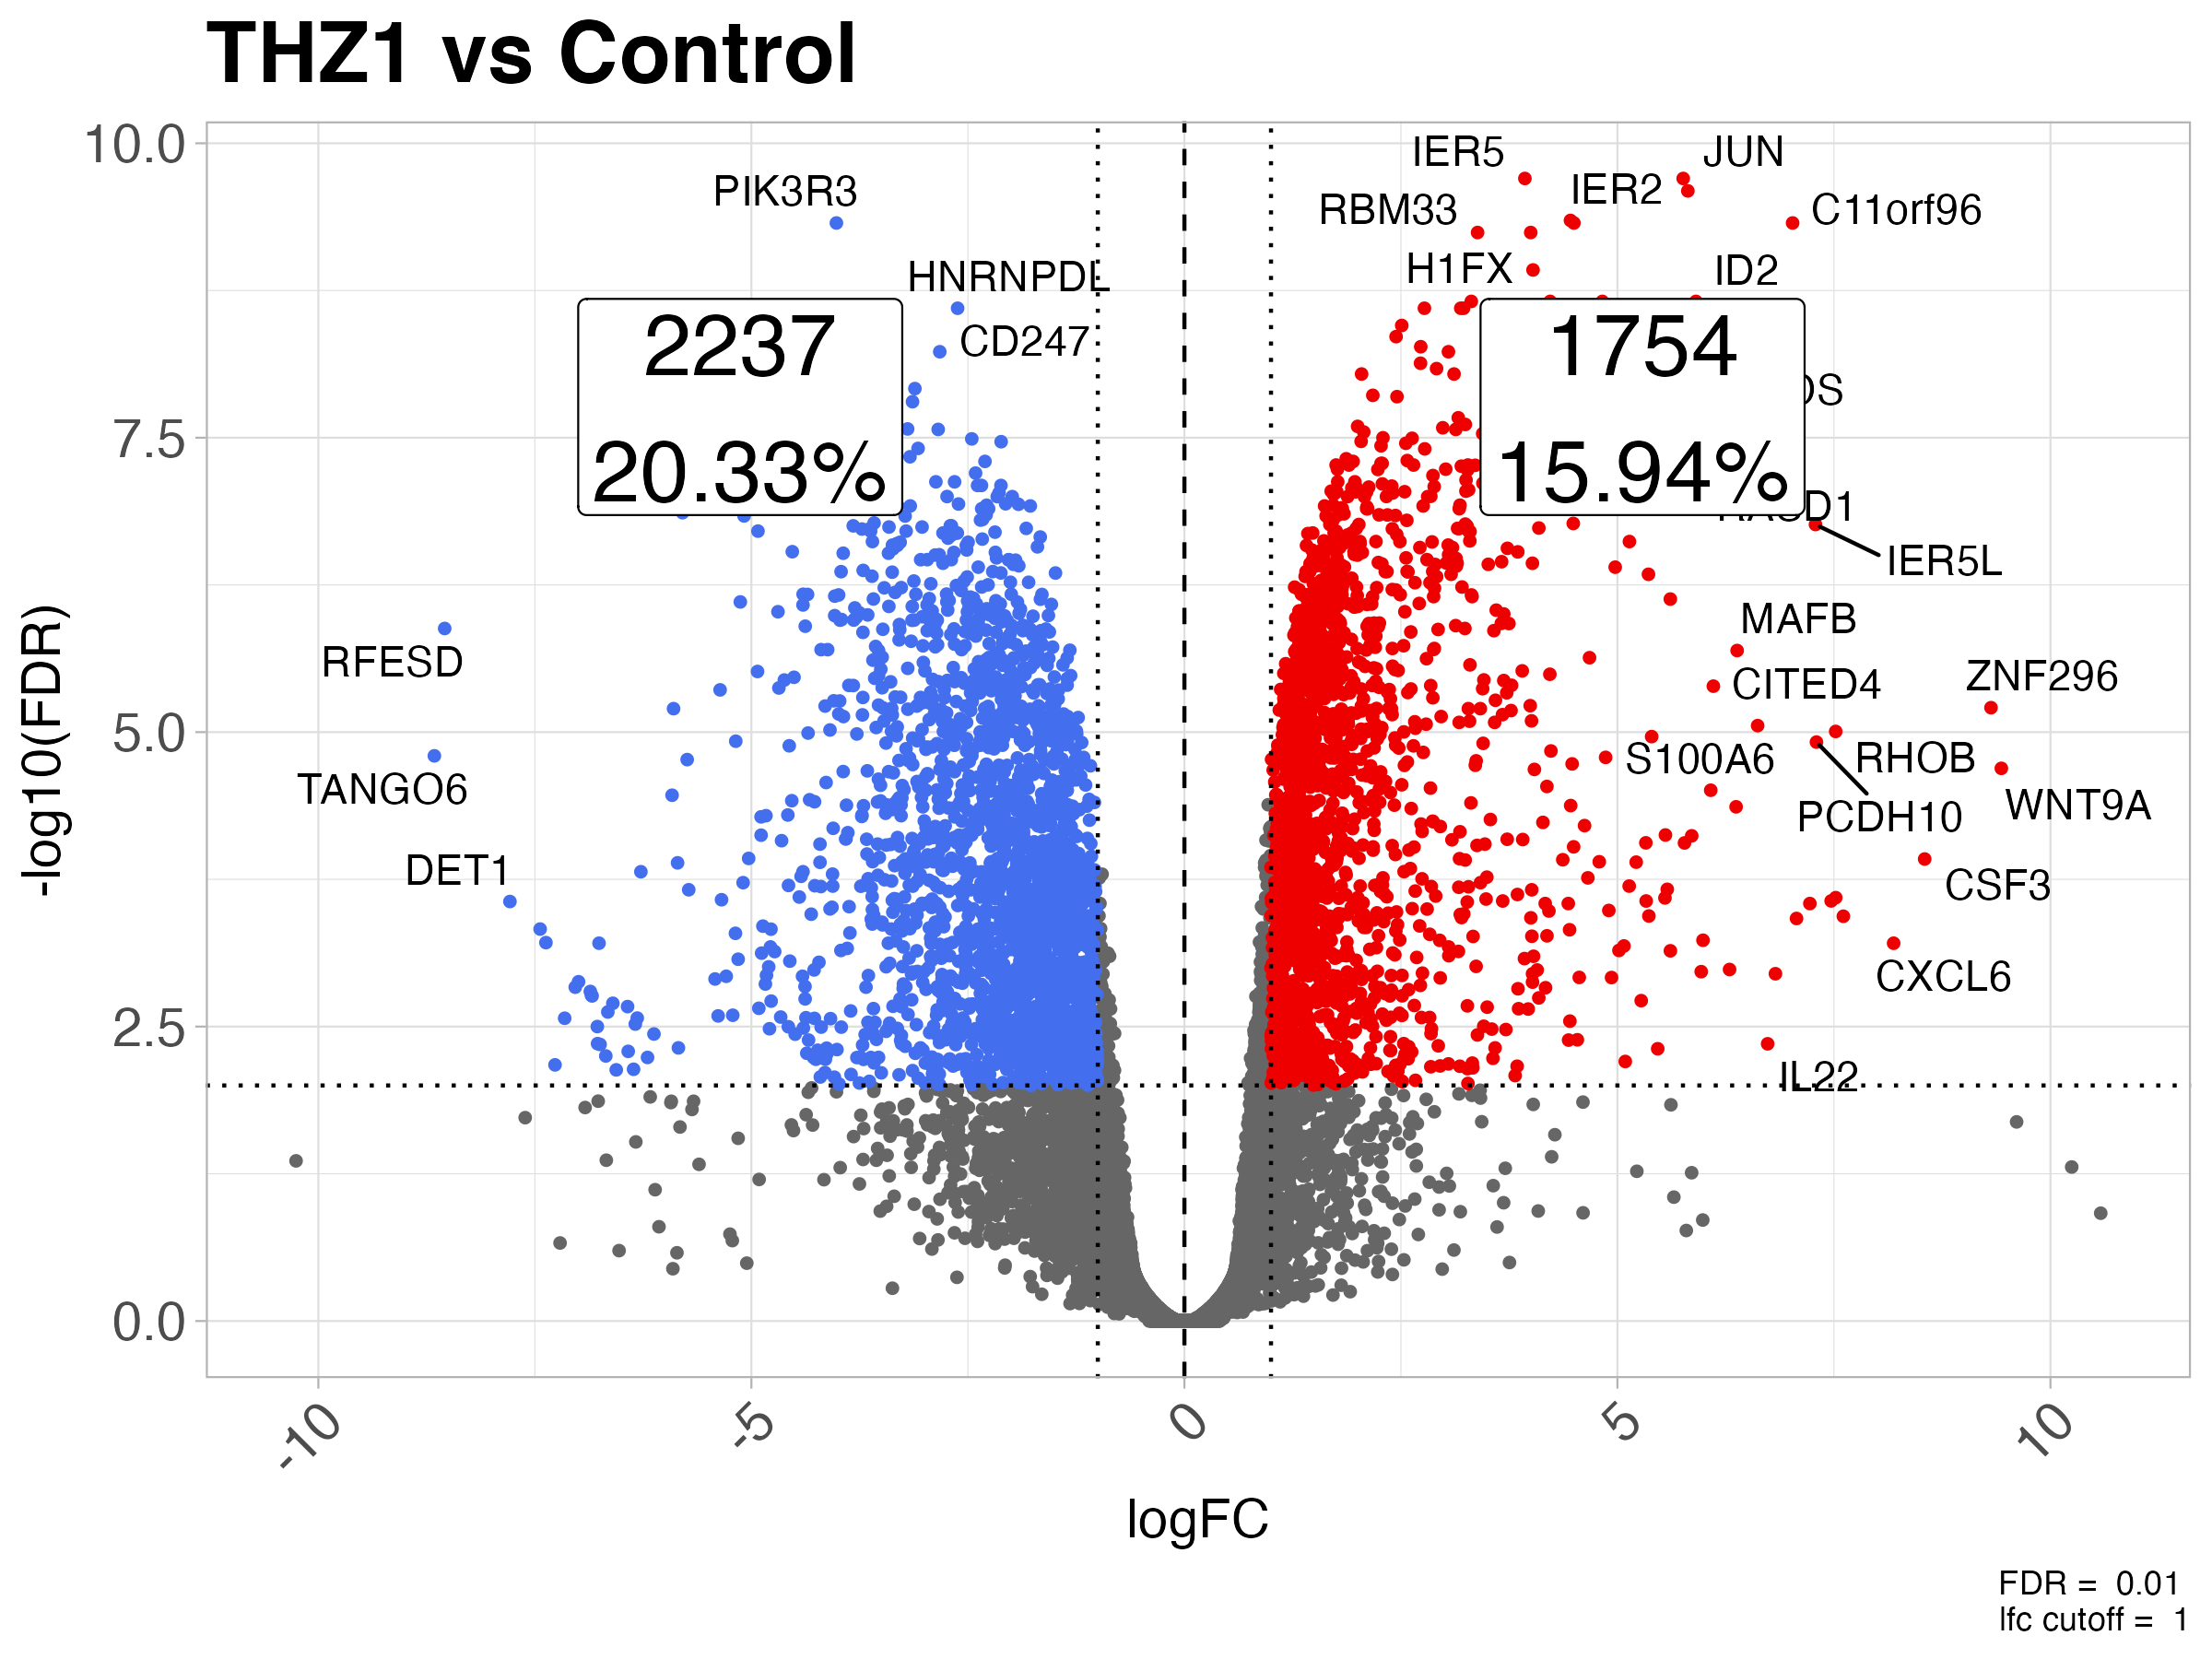 THZ1 vs Control
10.0
7.5
5.0
2.5
0.0
-log10(FDR)
IER5
JUN
PIK3R3
IER2
RBM33
C11orf96
HNRNPDL
H1FX
ID2
CD247
2237
20.33%
1754
15.94%
IER5L
MAFB
RFESD
CITED4
ZNF296
S100A6
RHOB
TANGO6
PCDH10
WNT9A
DET1
CSF3
CXCL6
IL22
-10
-5
0
5
10
logFC
FDR = 0.01
lfc cutoff = 1